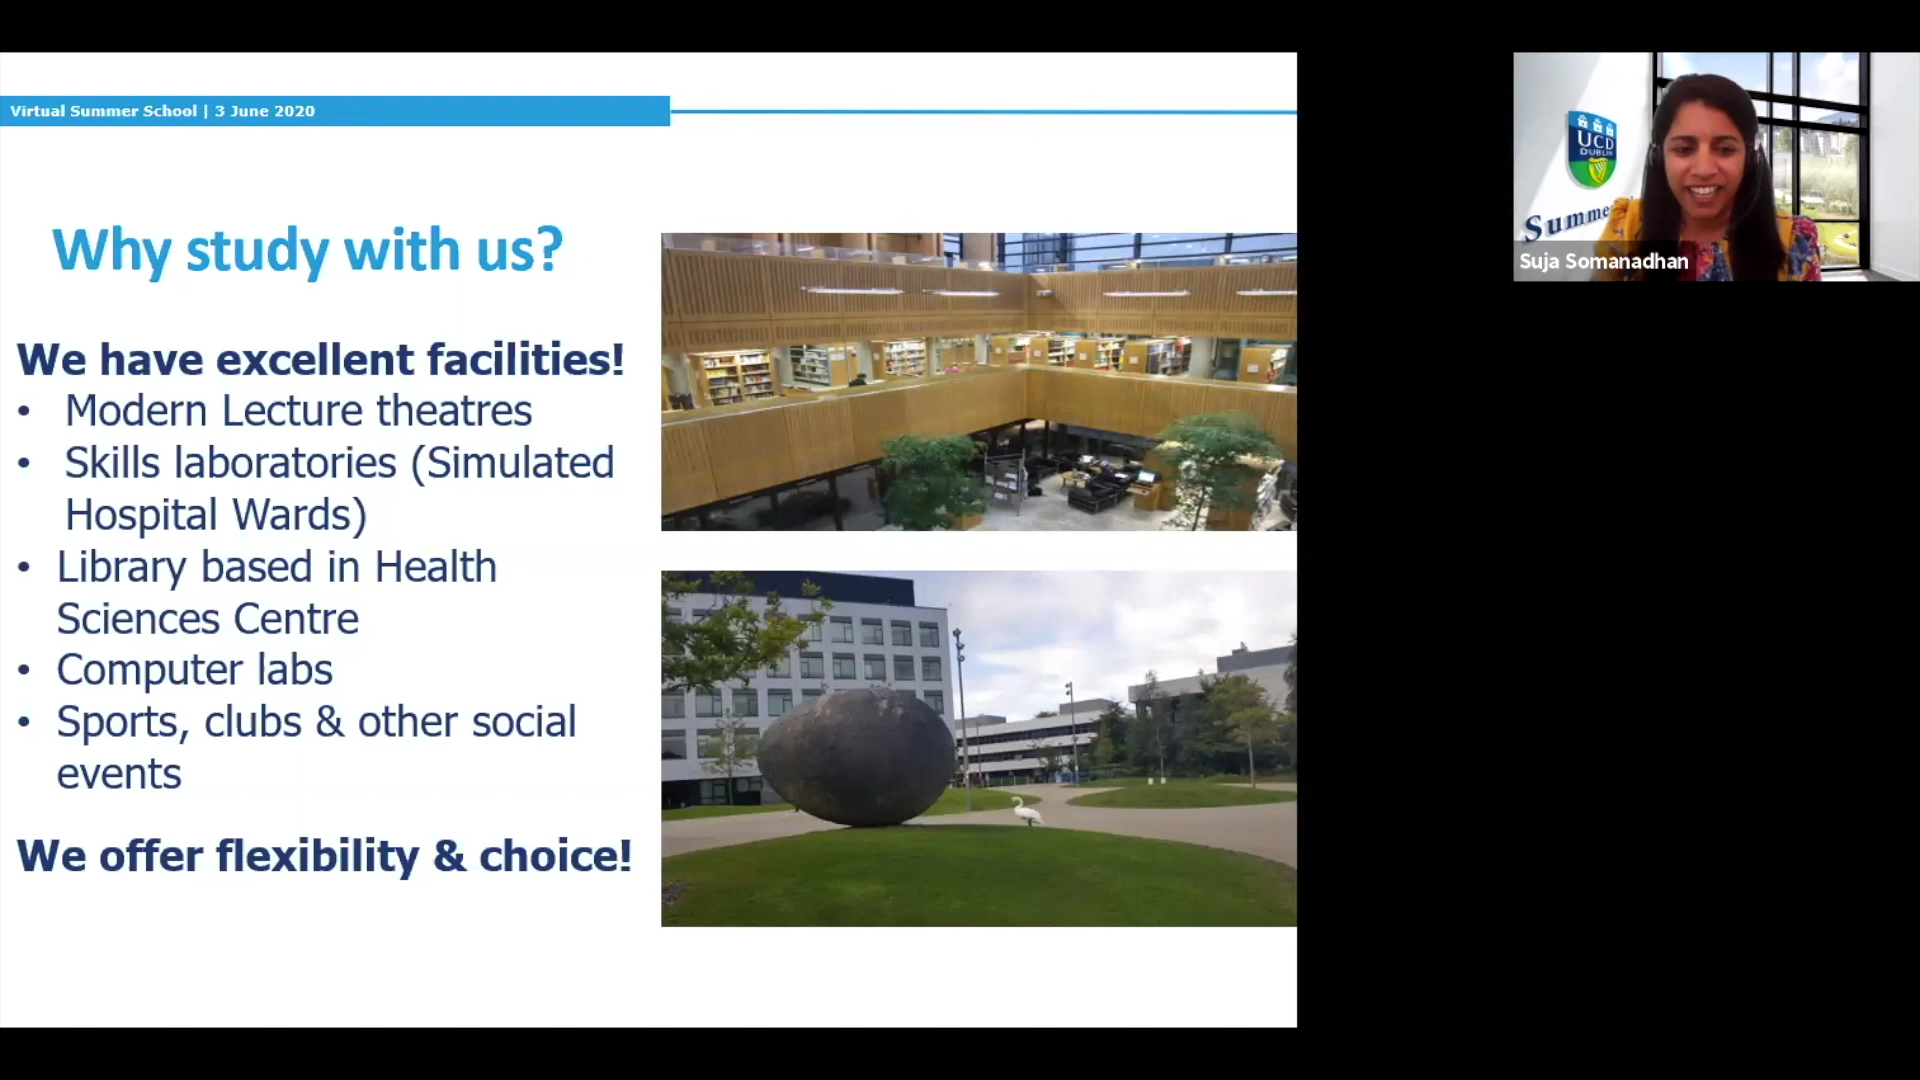 Virtual Summer School | 3 June 2020
Why study with us?
We have excellent facilities!
• Modern Lecture theatres
• Skills laboratories (Simulated
Hospital Wards)
• Library based in Health
Sciences Centre
• Computer labs
• Sports, clubs & other social
events
We offer flexibility & choice!
UCD
DUBLIN
Summe
Suja Somanadhan